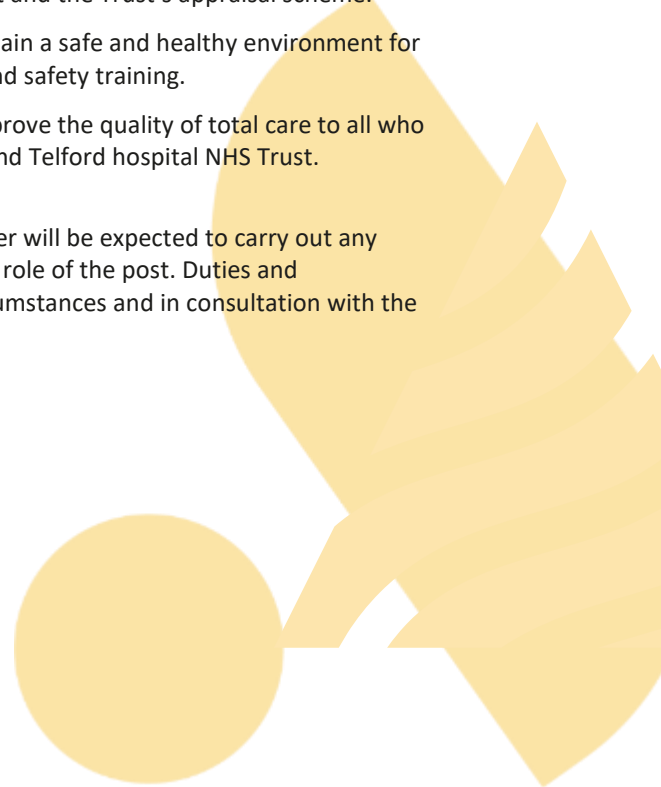 and the Trust's appraisal scheme.
ain a safe and healthy environment for
nd safety training.
prove the quality of total care to all who
nd Telford hospital NHS Trust.
er will be expected to carry out any
role of the post. Duties and
umstances and in consultation with the